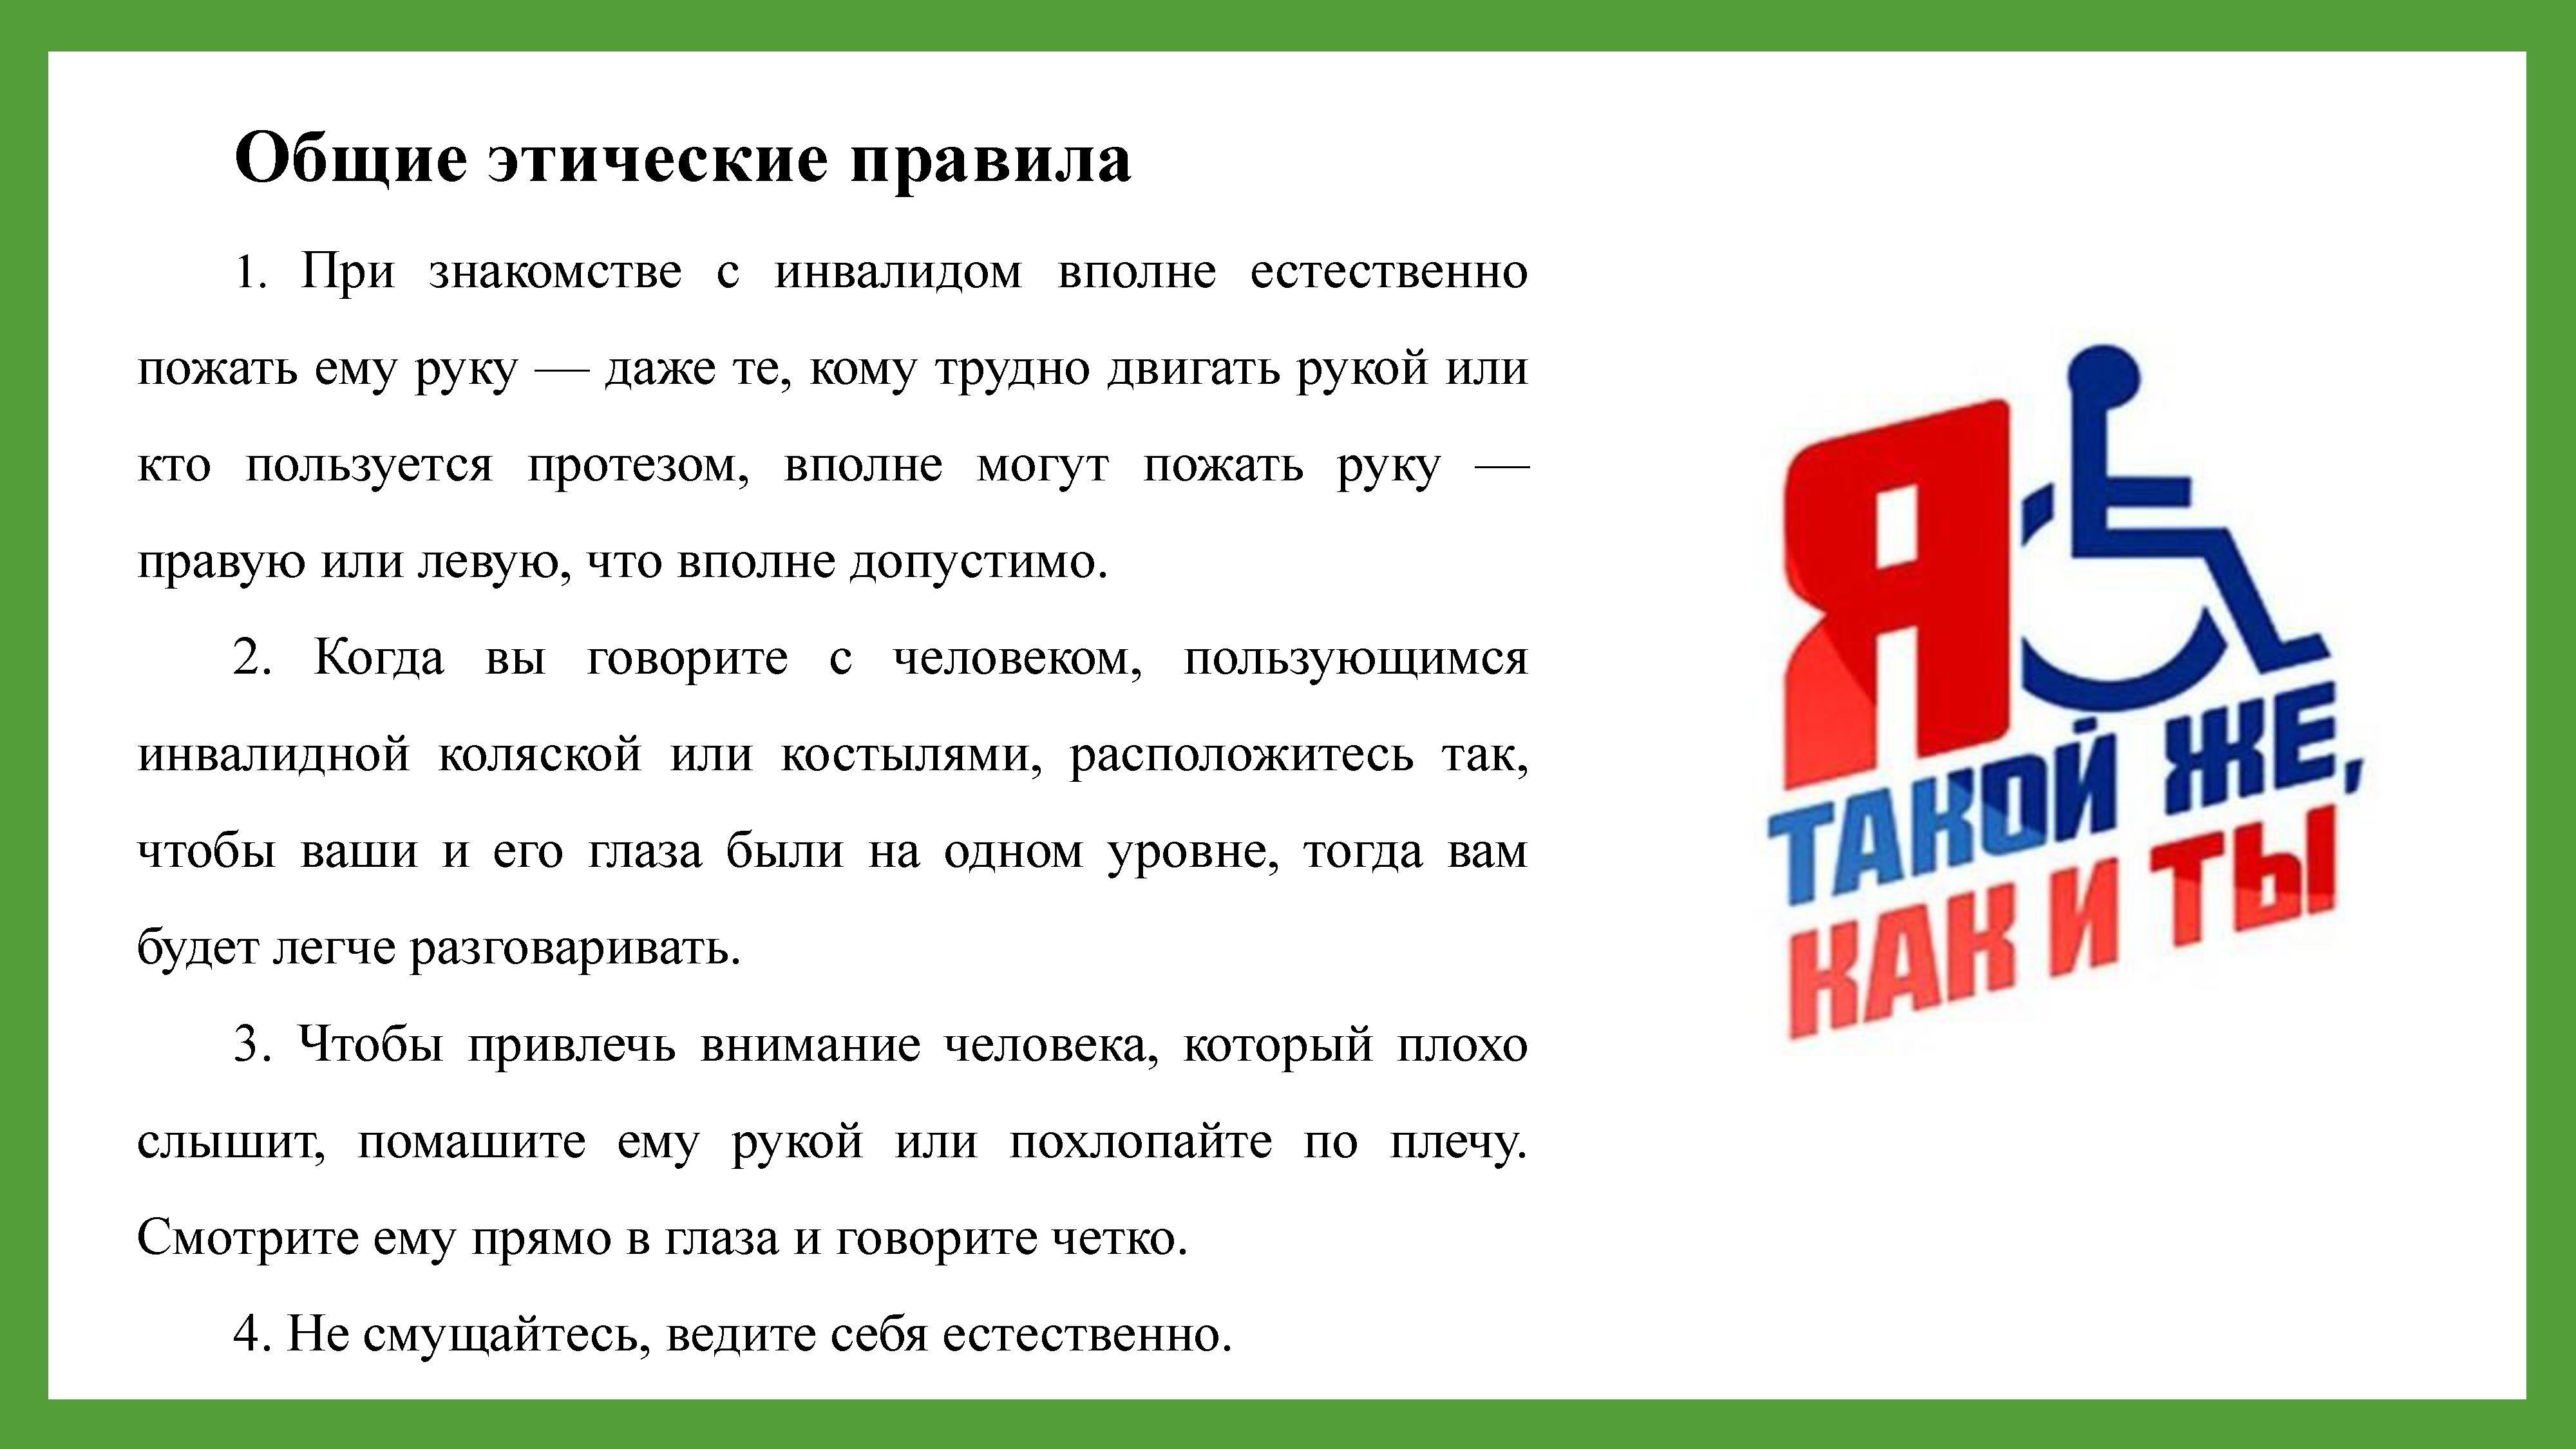 Общие этические правила
1. При знакомстве с инвалидом вполне естественно
пожать ему руку — даже те, кому трудно двигать рукой или
кто пользуется протезом, вполне могут пожать руку —
правую или левую, что вполне допустимо.
2. Когда вы говорите с человеком, пользующимся
инвалидной коляской или костылями, расположитесь так,
чтобы ваши и его глаза были на одном уровне, тогда вам
будет легче разговаривать.
3. Чтобы привлечь внимание человека, который плохо
слышит, помашите ему рукой или похлопайте по плечу.
Смотрите ему прямо в глаза и говорите четко.
4. Не смущайтесь, ведите себя естественно.
Я
ТАКОЙ ЖЕ,
КАК И ТЫ